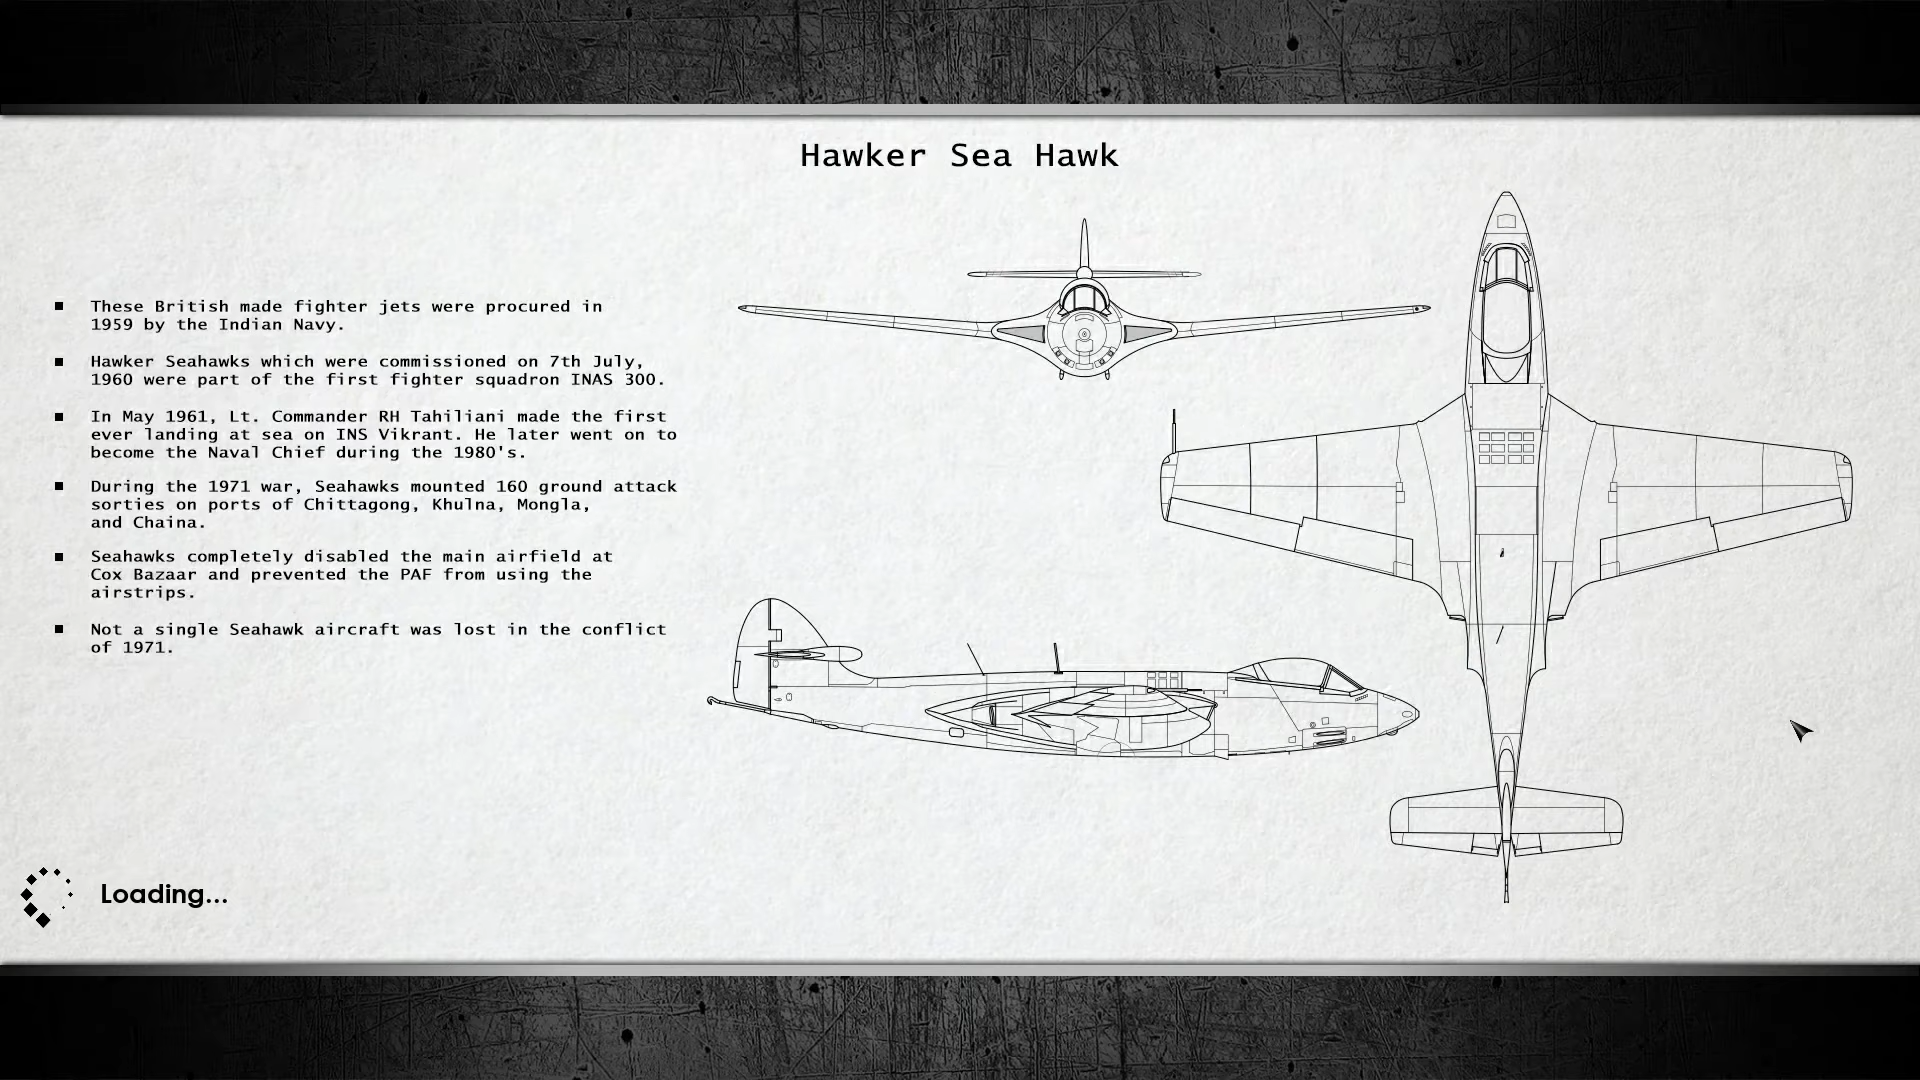 Hawker Sea Hawk
These British made fighter jets were procured in
1959 by the Indian Navy.
Hawker Seahawks which were commissioned on 7th July,
1960 were part of the first fighter squadron INAS 300.
In May 1961, Lt. Commander RH Tahiliani made the first
ever landing at sea on INS Vikrant. He later went on to
become the Naval Chief during the 1980's.
During the 1971 war, Seahawks mounted 160 ground attack
sorties on ports of Chittagong, Khulna, Mongla,
and Chaina.
Seahawks completely disabled the main airfield at
Cox Bazaar and prevented the PAF from using the
airstrips.
Not a single Seahawk aircraft was lost in the conflict
of 1971.
Loading...